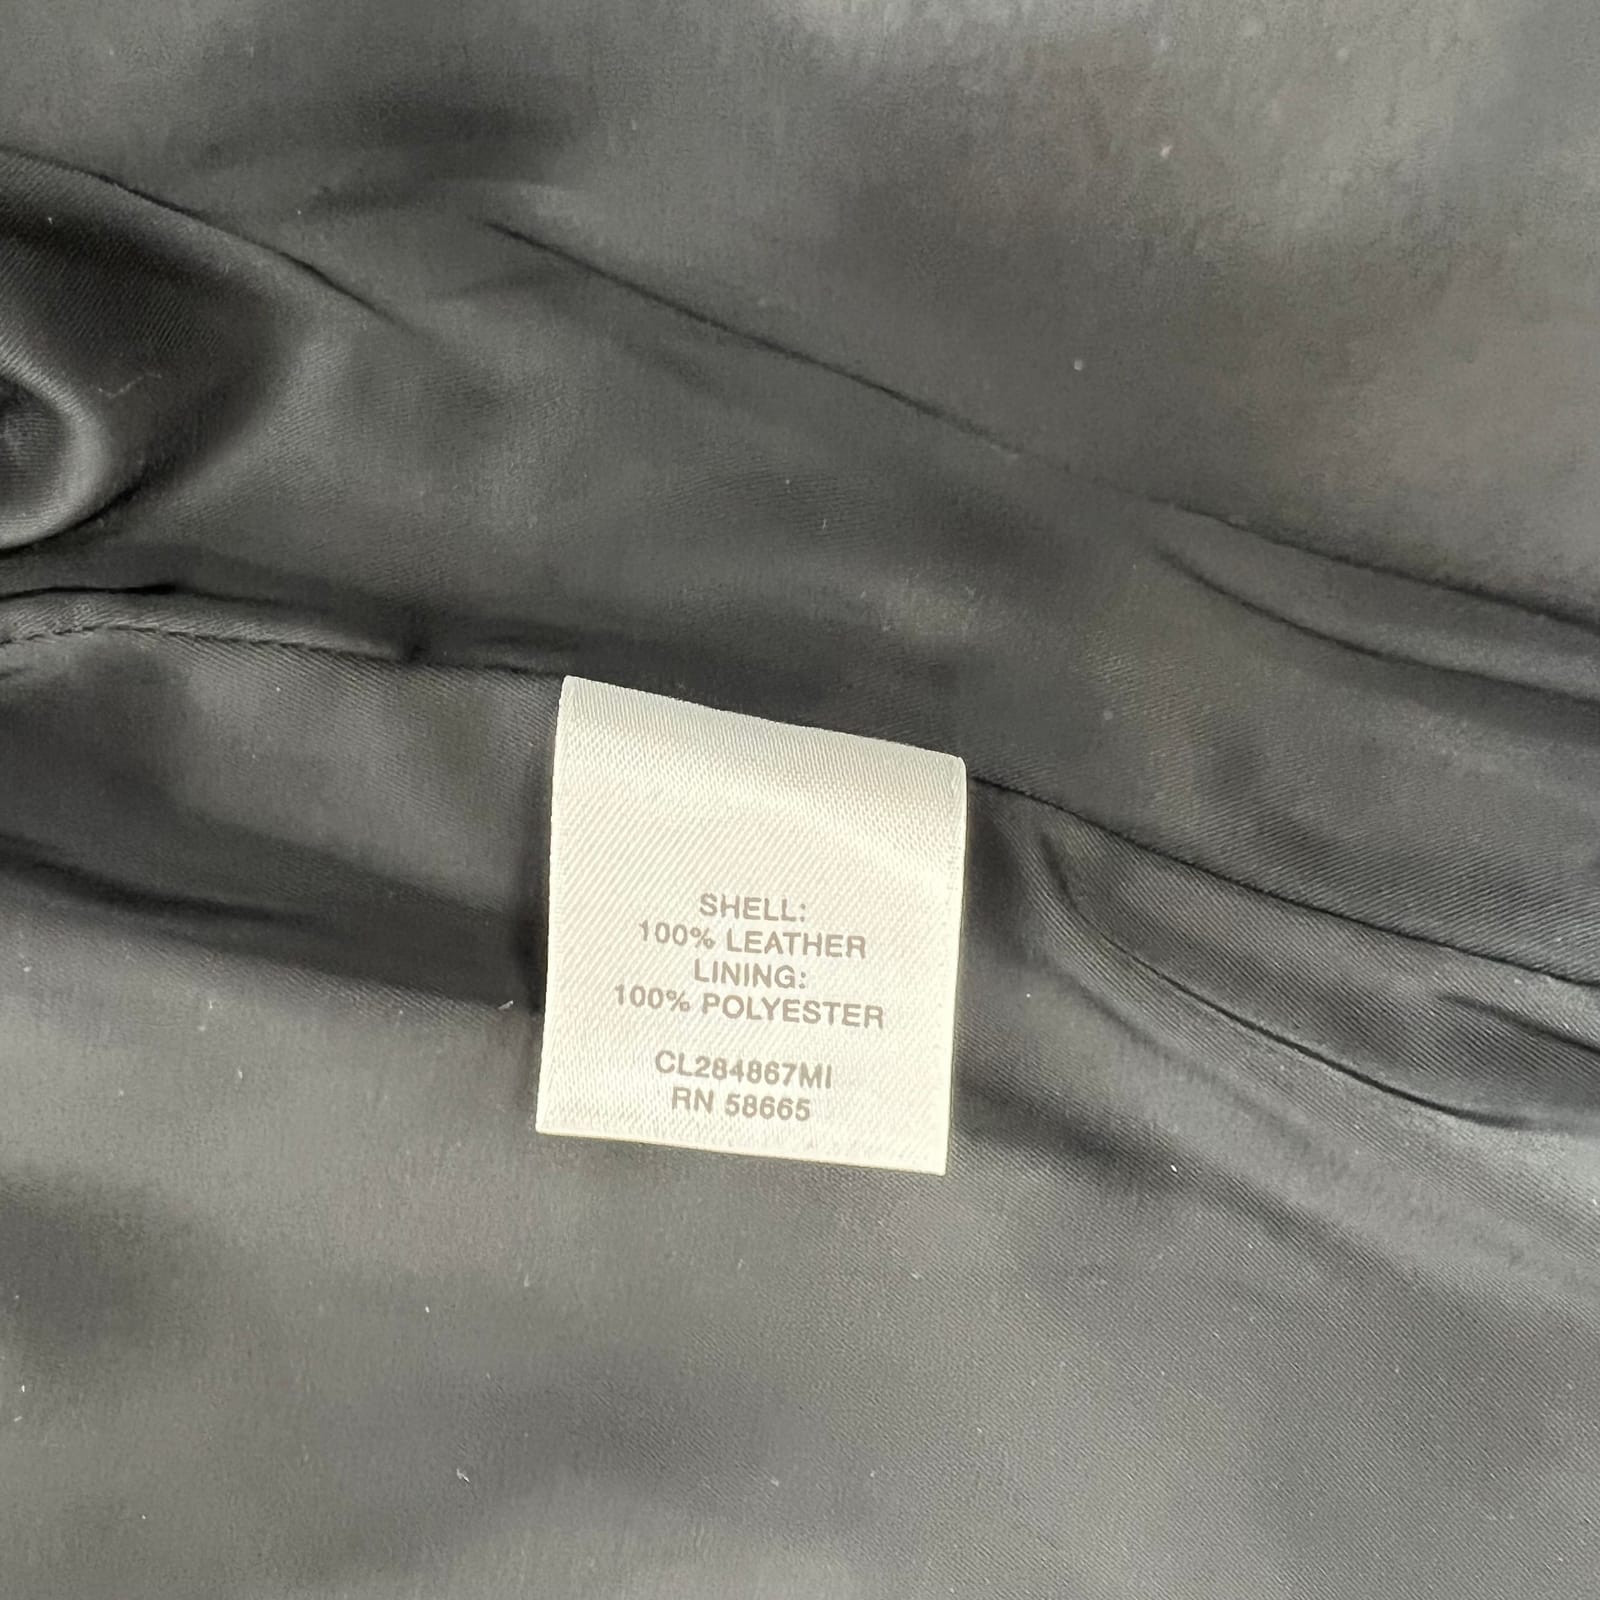 SHELL:
100% LEATHER
LINING:
100% POLYESTER
CL284867MI
RN 58665